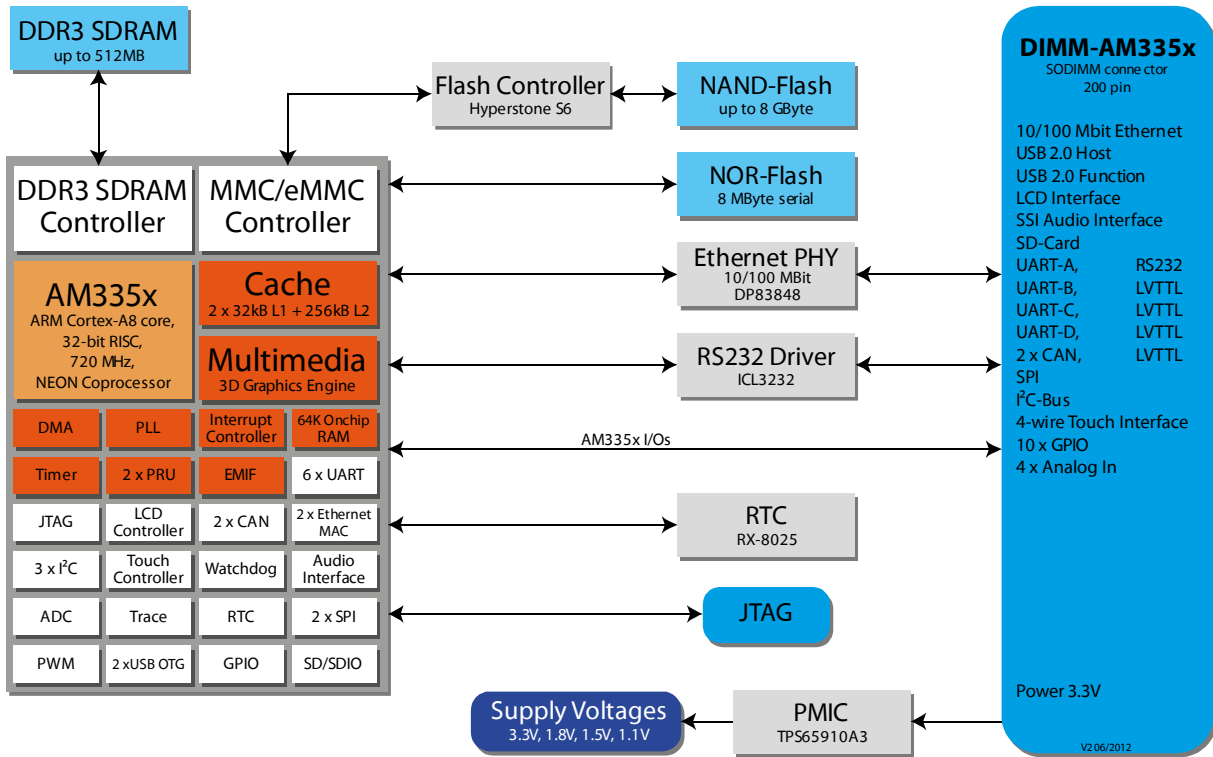 DDR3 SDRAM
up to 512MB
Flash Controller
Hyperstone S6
NAND-Flash
up to 8 GByte
NOR-Flash
8 MByte serial
Ethernet PHY
10/100 MBit
DP83848
RS232 Driver
ICL3232
AM335x I/Os
RTC
RX-8025
JTAG
Supply Voltages
3.3V, 1.8V, 1.5V, 1.1V
PMIC
TPS65910A3
DDR3 SDRAM
Controller
MMC/eMMC
Controller
AM335x
ARM Cortex-A8 core,
32-bit RISC,
720 MHz,
NEON Coprocessor
Cache
2 x 32kB L1 + 256kB L2
Multimedia
3D Graphics Engine
DMA
PLL
Interrupt
Controller
64K Onchip
RAM
Timer
2 x PRU
EMIF
6 x UART
JTAG
LCD
Controller
2 x CAN
2 x Ethernet
MAC
3 x I²C
Touch
Controller
Watchdog
Audio
Interface
ADC
Trace
RTC
2 x SPI
PWM
2 xUSB OTG
GPIO
SD/SDIO
DIMM-AM335x
SODIMM connector
200 pin
10/100 Mbit Ethernet
USB 2.0 Host
USB 2.0 Function
LCD Interface
SSI Audio Interface
SD-Card
UART-A, RS232
UART-B, LVTTL
UART-C, LVTTL
UART-D, LVTTL
2 x CAN, LVTTL
SPI
I²C-Bus
4-wire Touch Interface
10 x GPIO
4 x Analog In
Power 3.3V
V2 06/2012